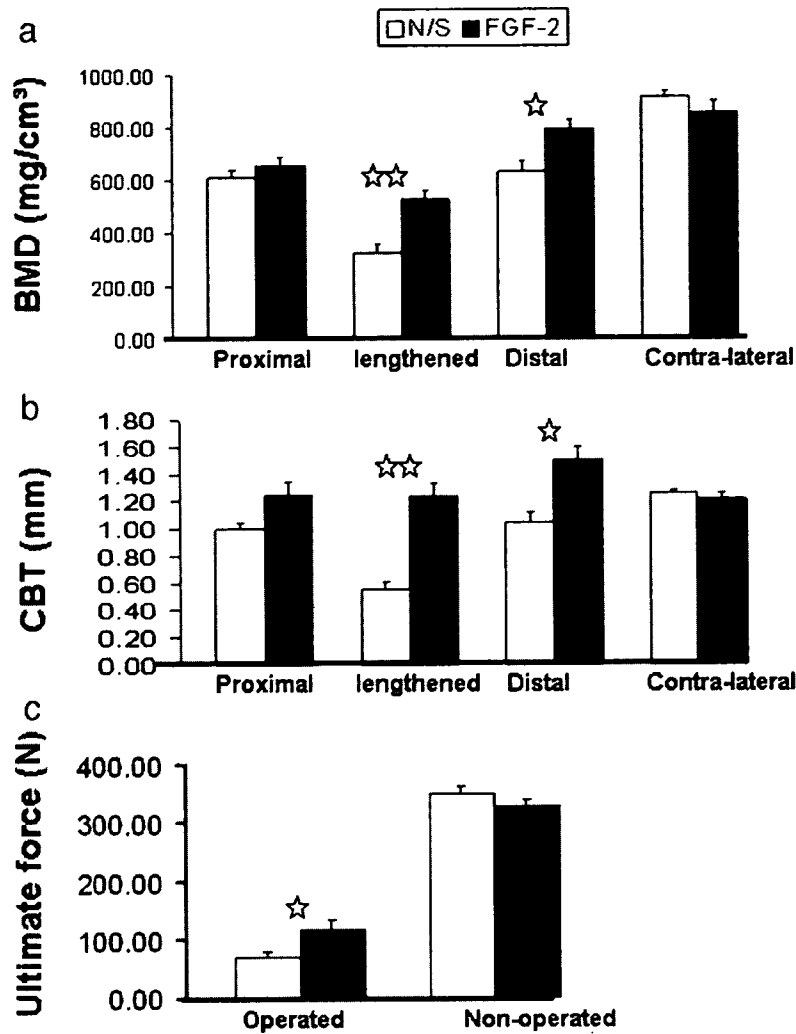 N/S FGF-2
a
BMD (mg/cm³)
1000.00
800.00
600.00
400.00
200.00
0.00
Proximal lengthened Distal Contra-lateral
b
CBT (mm)
1.80
1.60
1.40
1.20
1.00
0.80
0.60
0.40
0.20
0.00
Proximal lengthened Distal Contra-lateral
c
Ultimate force (N)
400.00
300.00
200.00
100.00
0.00
Operated Non-operated